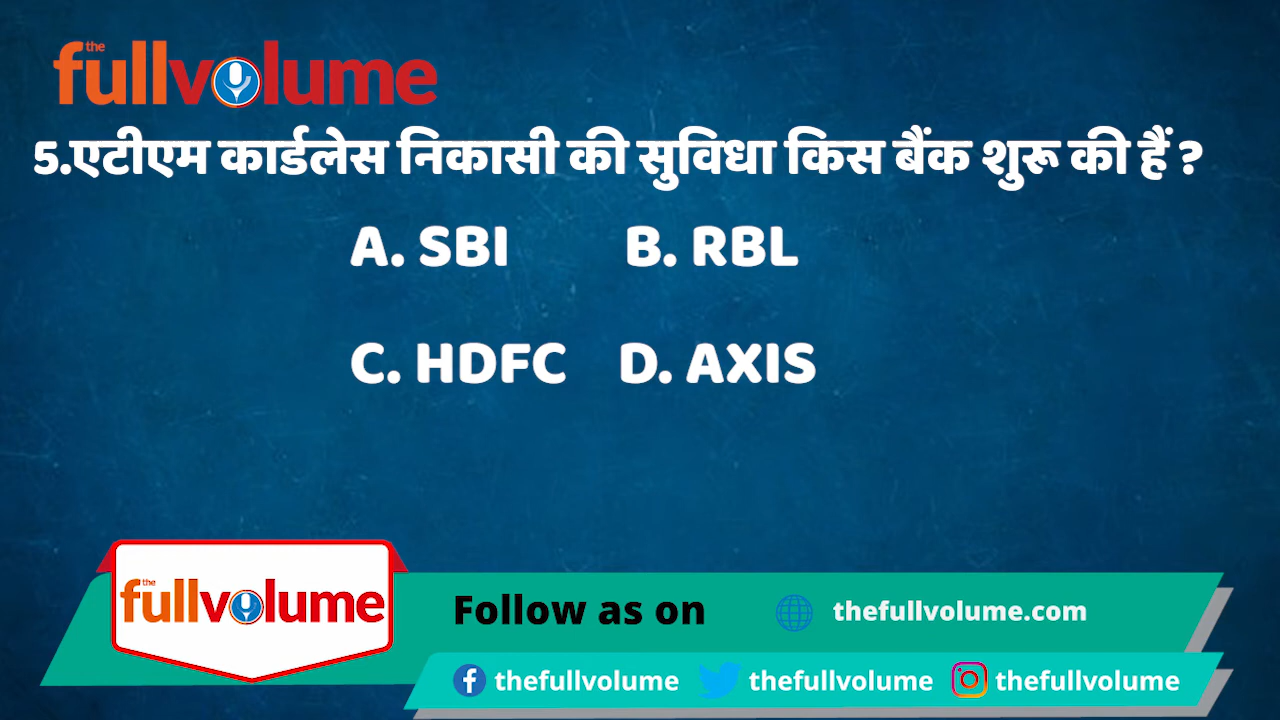 the
fullvolume
5.एटीएम कार्डलेस निकासी की सुविधा किस बैंक शुरू की हैं ?
A. SBI B. RBL
C. HDFC D. AXIS
the
fullvolume
Follow as on
thefullvolume.com
thefullvolume thefullvolume thefullvolume